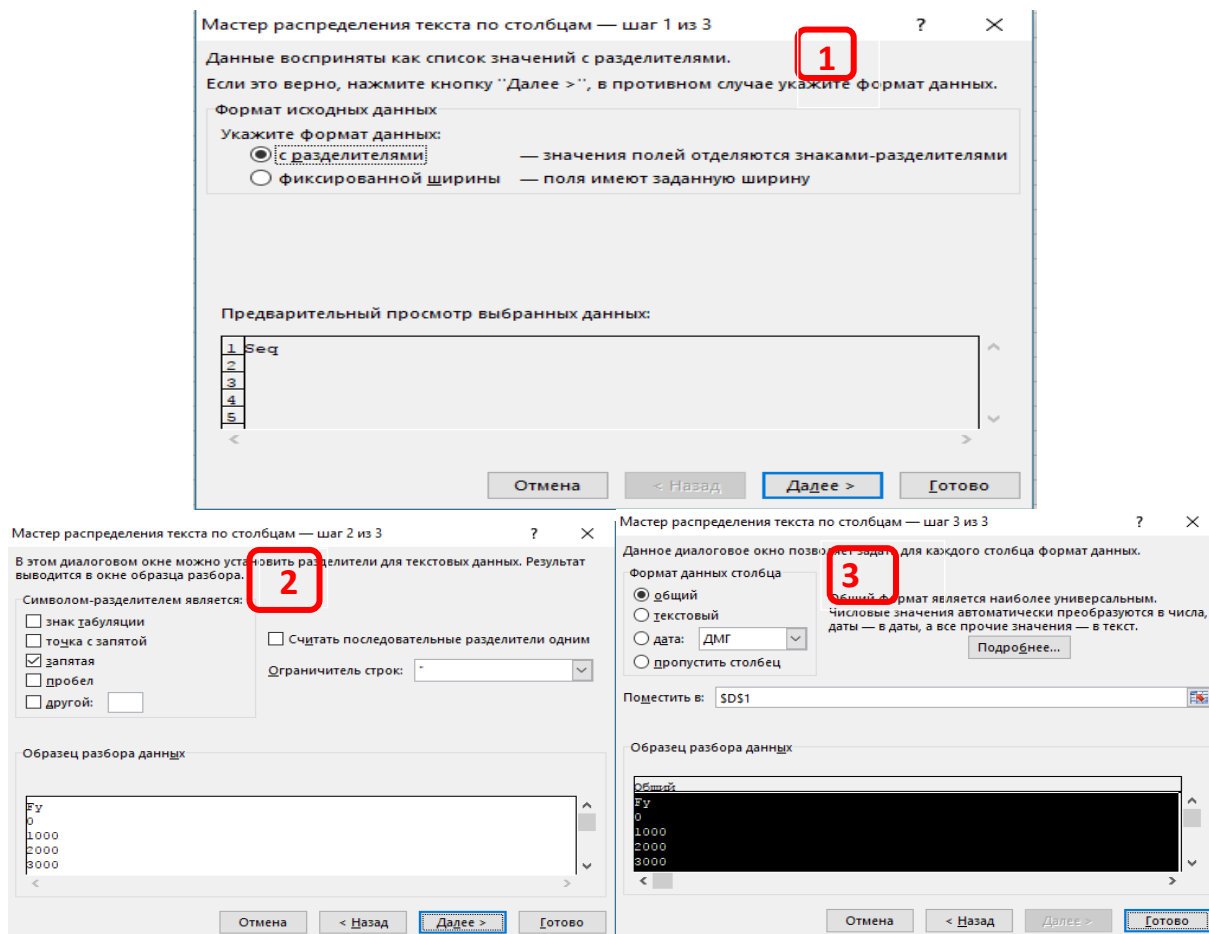 Мастер распределения текста по столбцам — шаг 1 из 3 ?
Данные восприняты как список значений с разделителями.
1
Если это верно, нажмите кнопку "Далее >", в противном случае укажите формат данных.
Формат исходных данных
Укажите формат данных:
с разделителями — значения полей отделяются знаками-разделителями
фиксированной ширины — поля имеют заданную ширину
Предварительный просмотр выбранных данных:
1 Seq
2
3
4
5
Отмена < Назад Далее > Готово
Мастер распределения текста по столбцам — шаг 2 из 3 ?
В этом диалоговом окне можно установить разделители для текстовых данных. Результат
выводится в окне образца разбора.
2
Символом-разделителем является:
знак табуляции
точка с запятой
запятая
пробел
другой:
Считать последовательные разделители одним
Ограничитель строк: "
Образец разбора данных
Fy
0
1000
2000
3000
Отмена < Назад Далее > Готово
Мастер распределения текста по столбцам — шаг 3 из 3 ?
Данное диалоговое окно позволяет задать для каждого столбца формат данных.
3
Формат данных столбца
общий
текстовый
дата: ДМГ
пропустить столбец
Общий формат является наиболее универсальным.
Числовые значения автоматически преобразуются в числа,
даты — в даты, а все прочие значения — в текст.
Подробнее...
Поместить в: $D$1
Образец разбора данных
Общий
Fy
0
1000
2000
3000
Отмена < Назад Далее > Готово